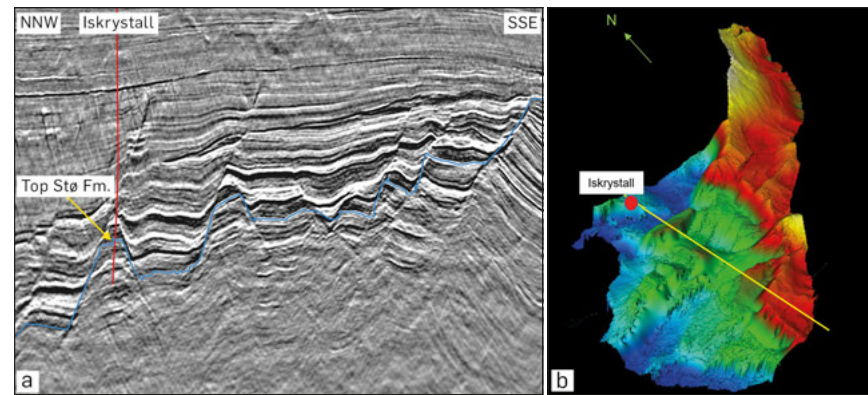 NNW
Iskrystall
SSE
Top Stø Fm.
a
N
Iskrystall
b